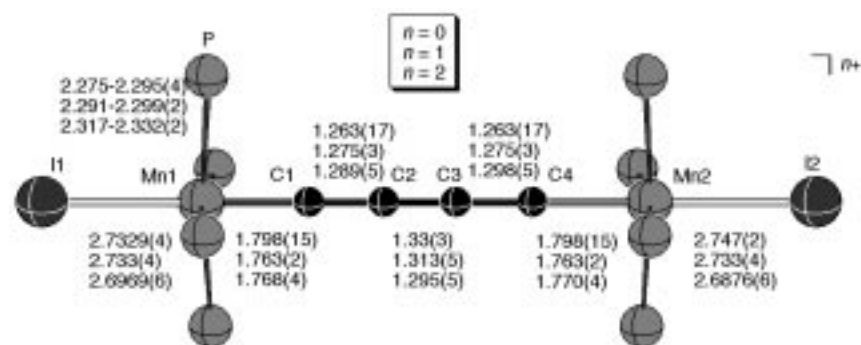 P
n = 0
n = 1
n = 2
n+
2.275-2.295(4)
2.291-2.299(2)
2.317-2.332(2)
1.263(17)
1.275(3)
1.289(5)
1.263(17)
1.275(3)
1.298(5)
I1
Mn1
C1
C2
C3
C4
Mn2
I2
2.7329(4)
2.733(4)
2.6969(6)
1.798(15)
1.763(2)
1.768(4)
1.33(3)
1.313(5)
1.295(5)
1.798(15)
1.763(2)
1.770(4)
2.747(2)
2.733(4)
2.6876(6)